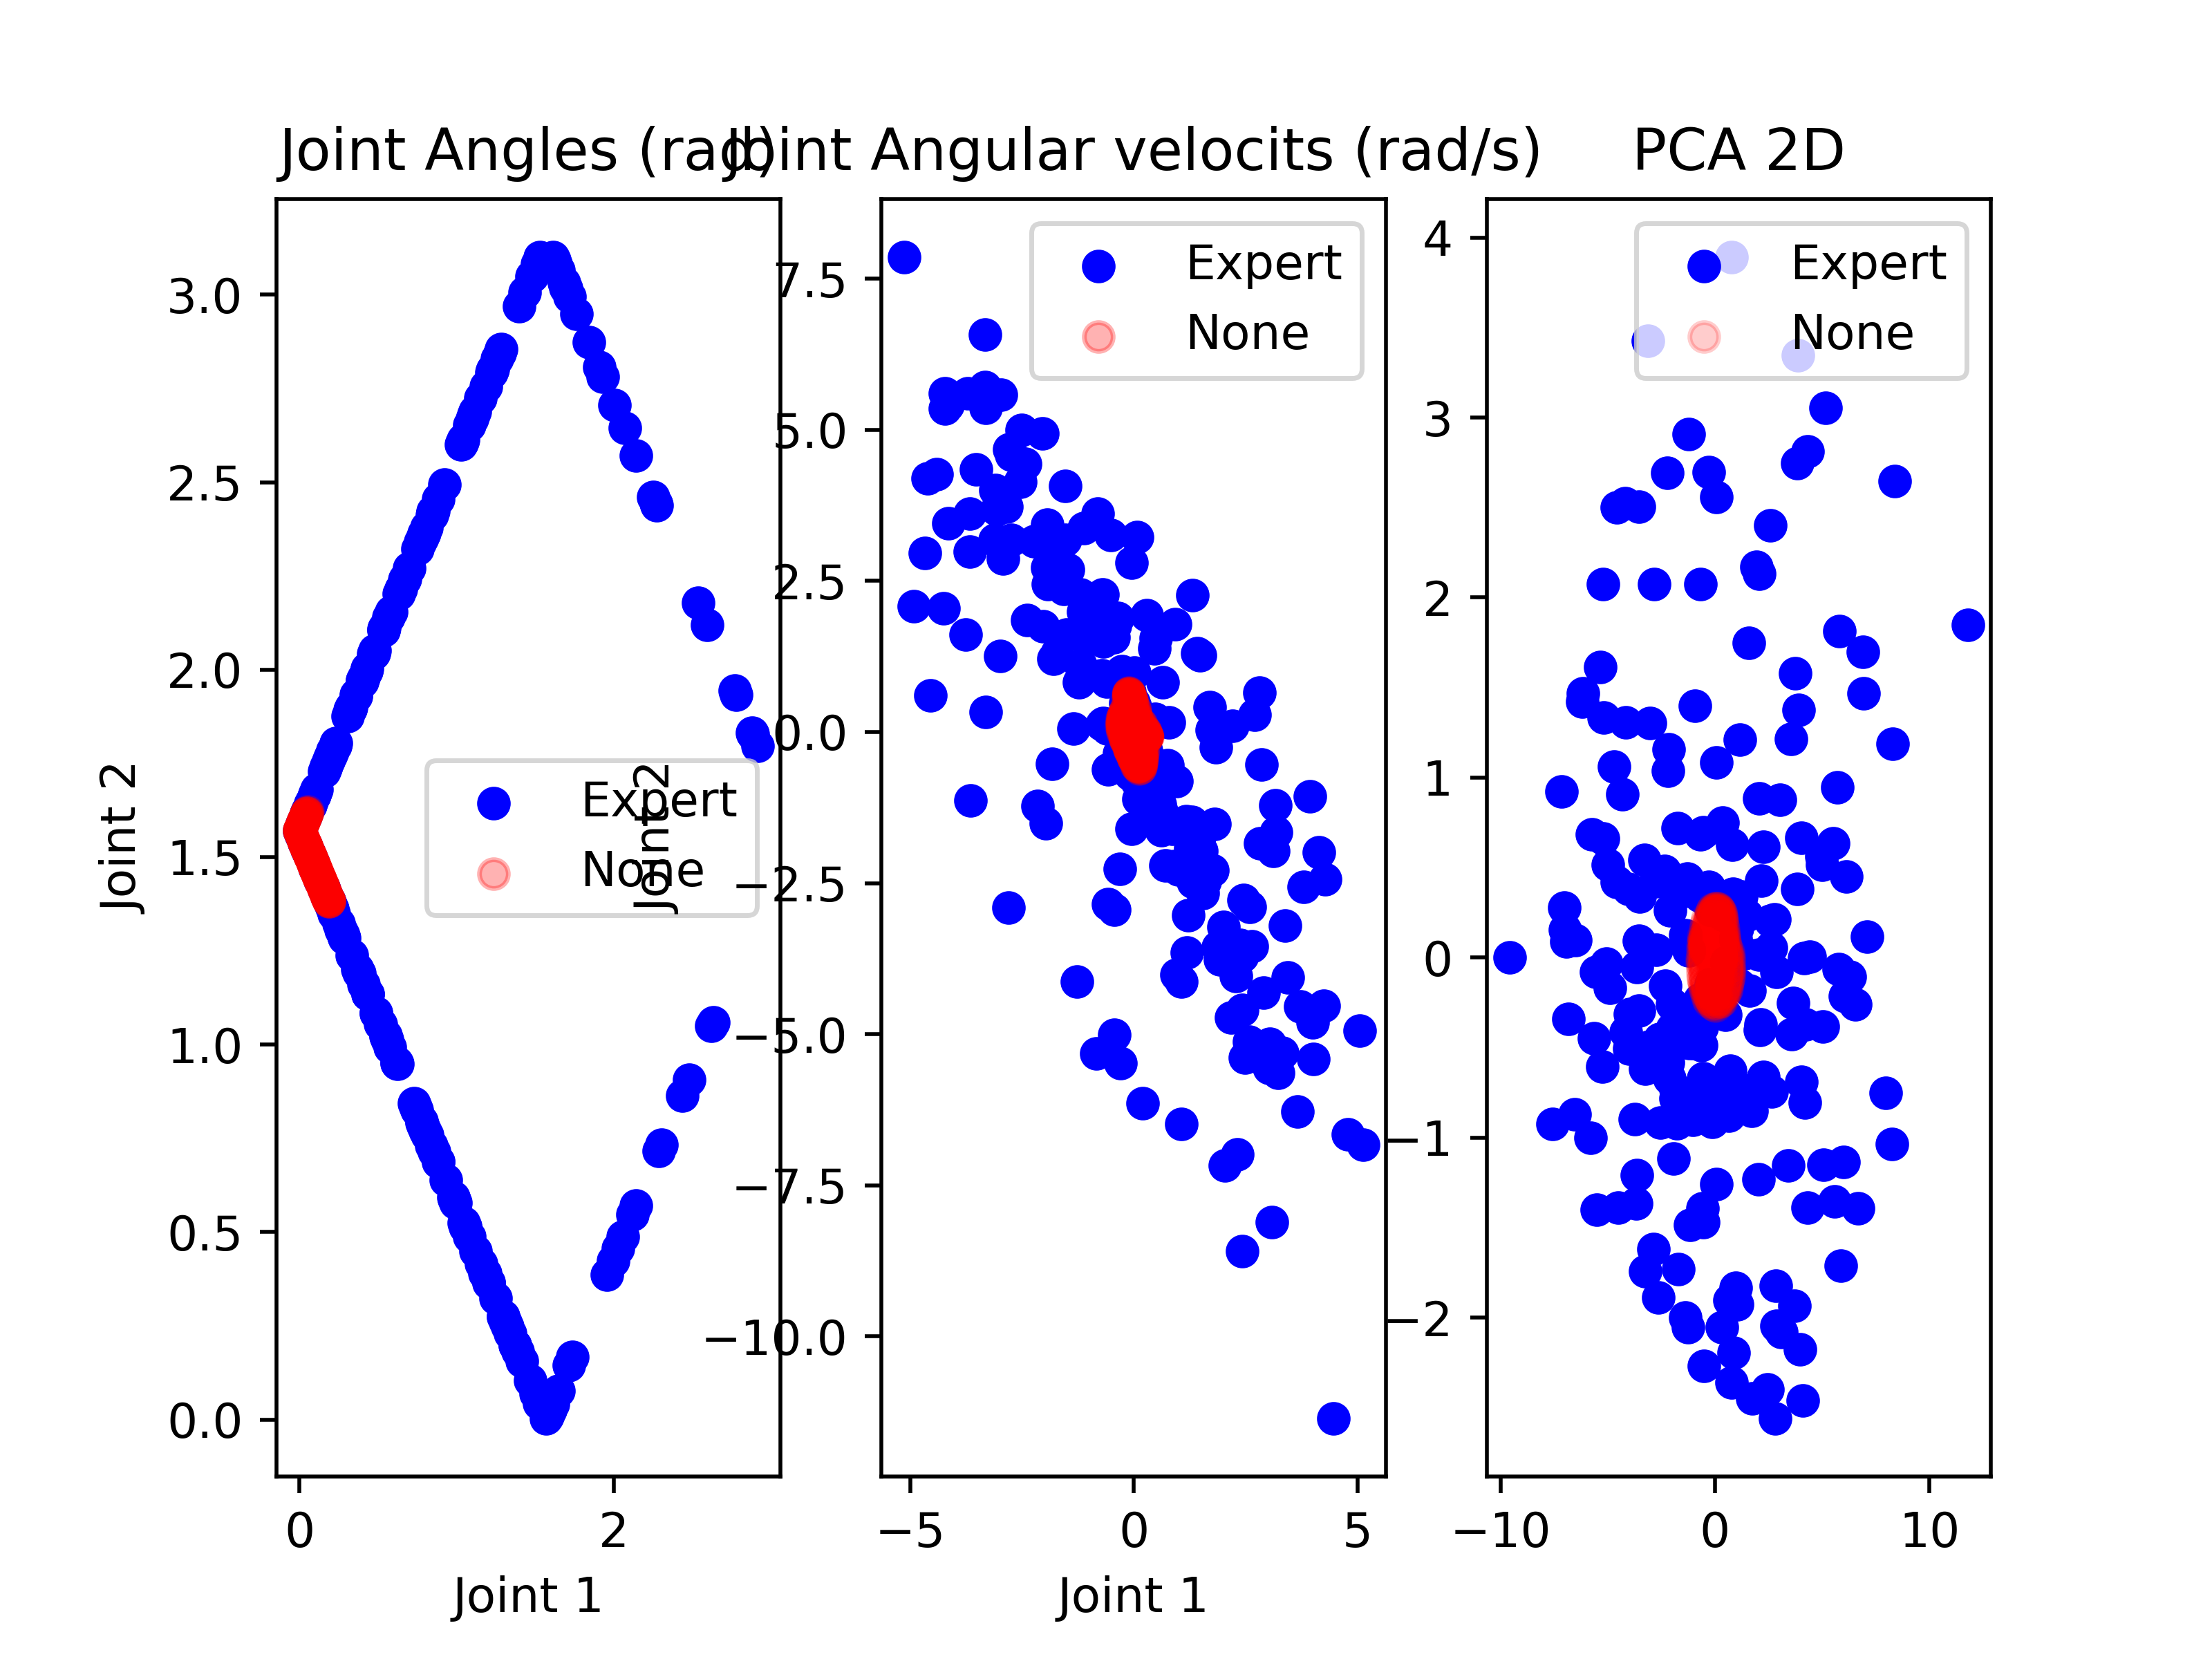 Joint Angles (rad)
Joint Angular velocits (rad/s)
PCA 2D
Joint 2
3.0
2.5
2.0
1.5
1.0
0.5
0.0
Expert
None
0
2
Joint 1
Joint 2
7.5
5.0
2.5
0.0
−2.5
−5.0
−7.5
−10.0
Expert
None
−5
0
5
Joint 1
4
3
2
1
0
−1
−2
Expert
None
−10
0
10